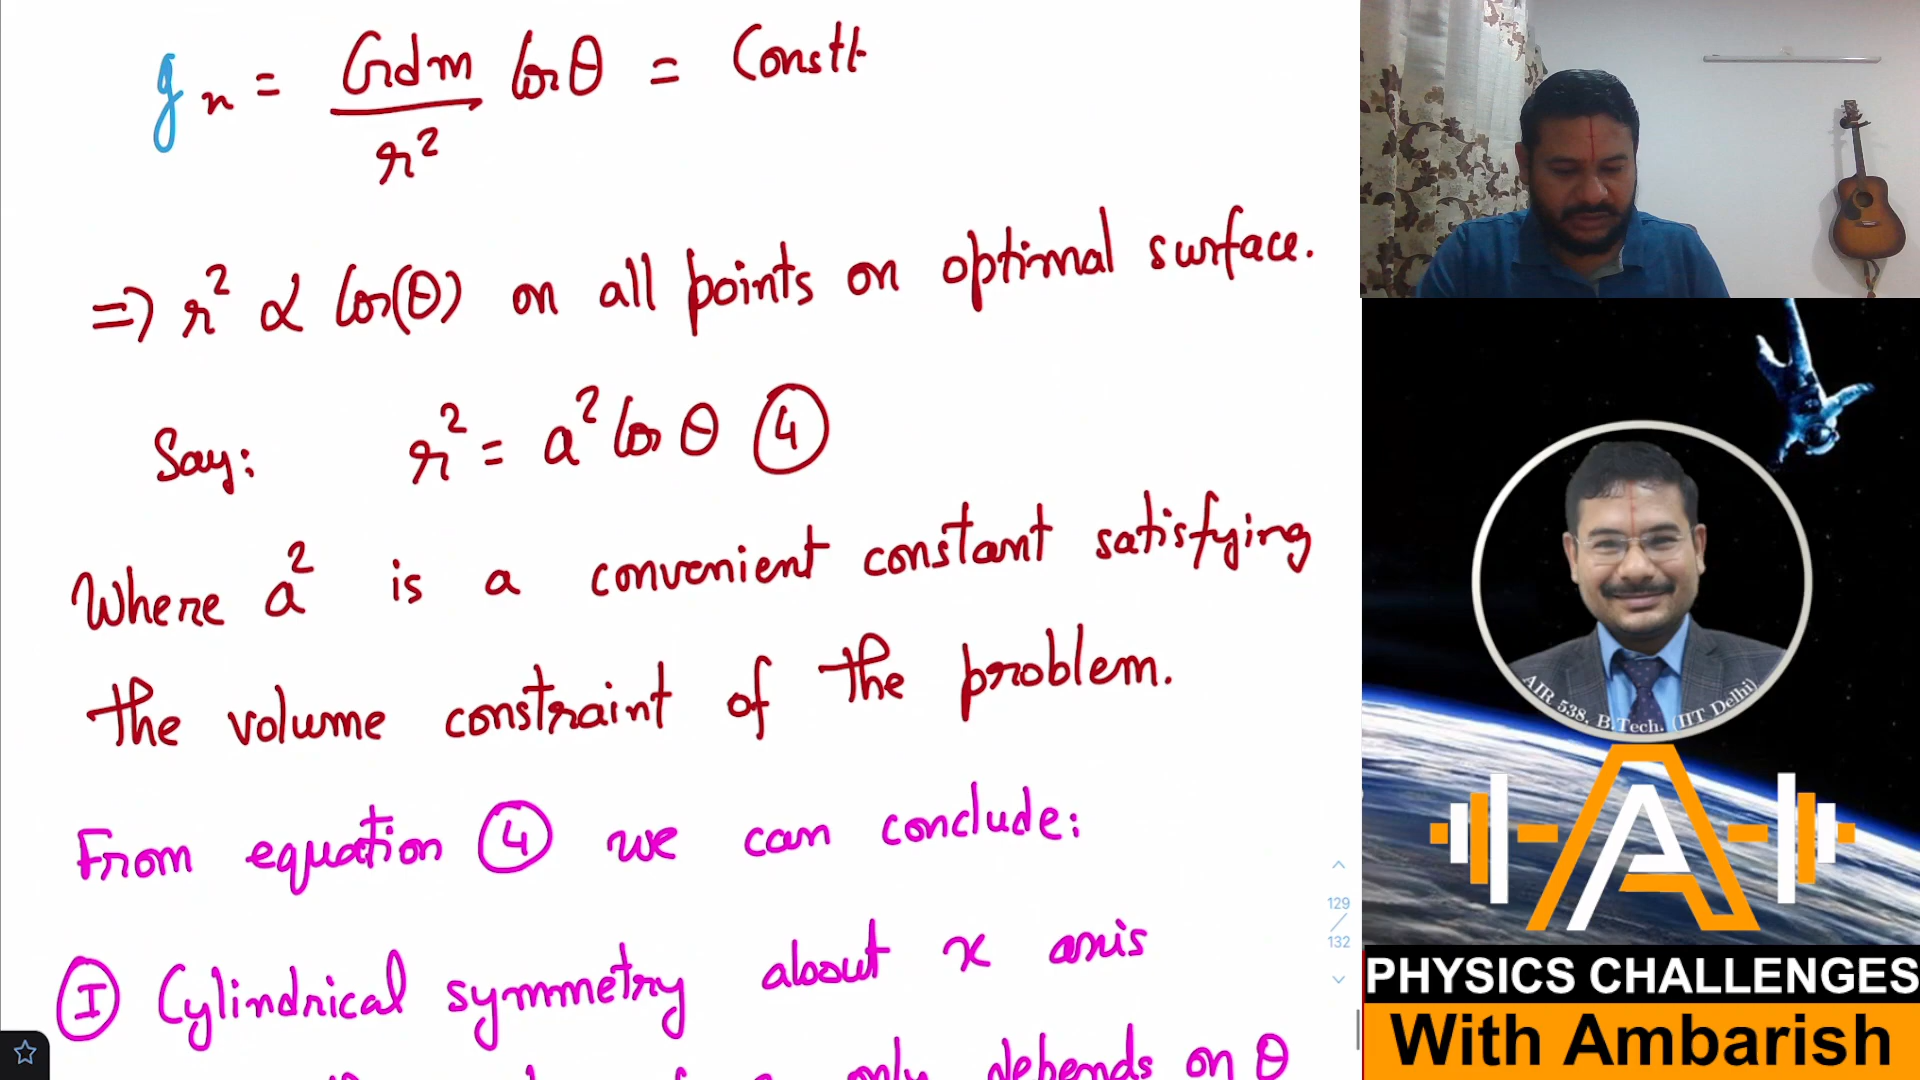 g_x = Gdm/r² Cosθ = Constt
=> r² ∝ Cos(θ) on all points on optimal surface.
Say: r² = a² Cos θ ④
Where a² is a convenient constant satisfying
the volume constraint of the problem.
From equation ④ we can conclude:
Ⓘ Cylindrical symmetry about x axis
only depends on θ
129
/
132
AIR 538, B.Tech. (IIT Delhi)
A
PHYSICS CHALLENGES
With Ambarish